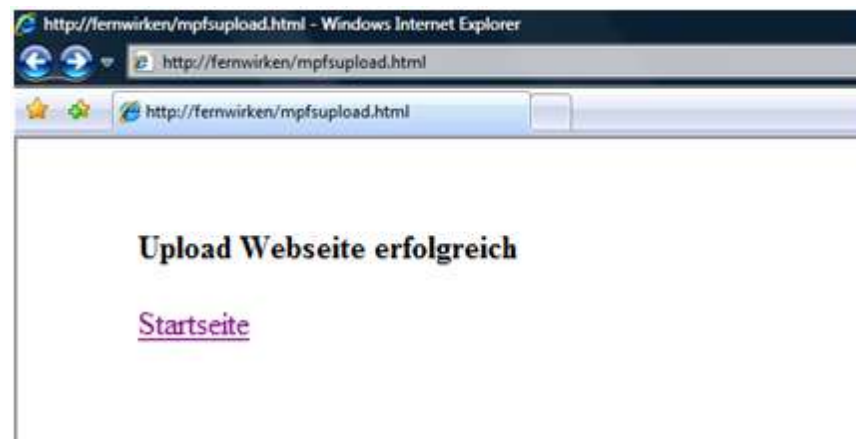 http://fernwirken/mpfsupload.html - Windows Internet Explorer
http://fernwirken/mpfsupload.html
http://fernwirken/mpfsupload.html
Upload Webseite erfolgreich
Startseite